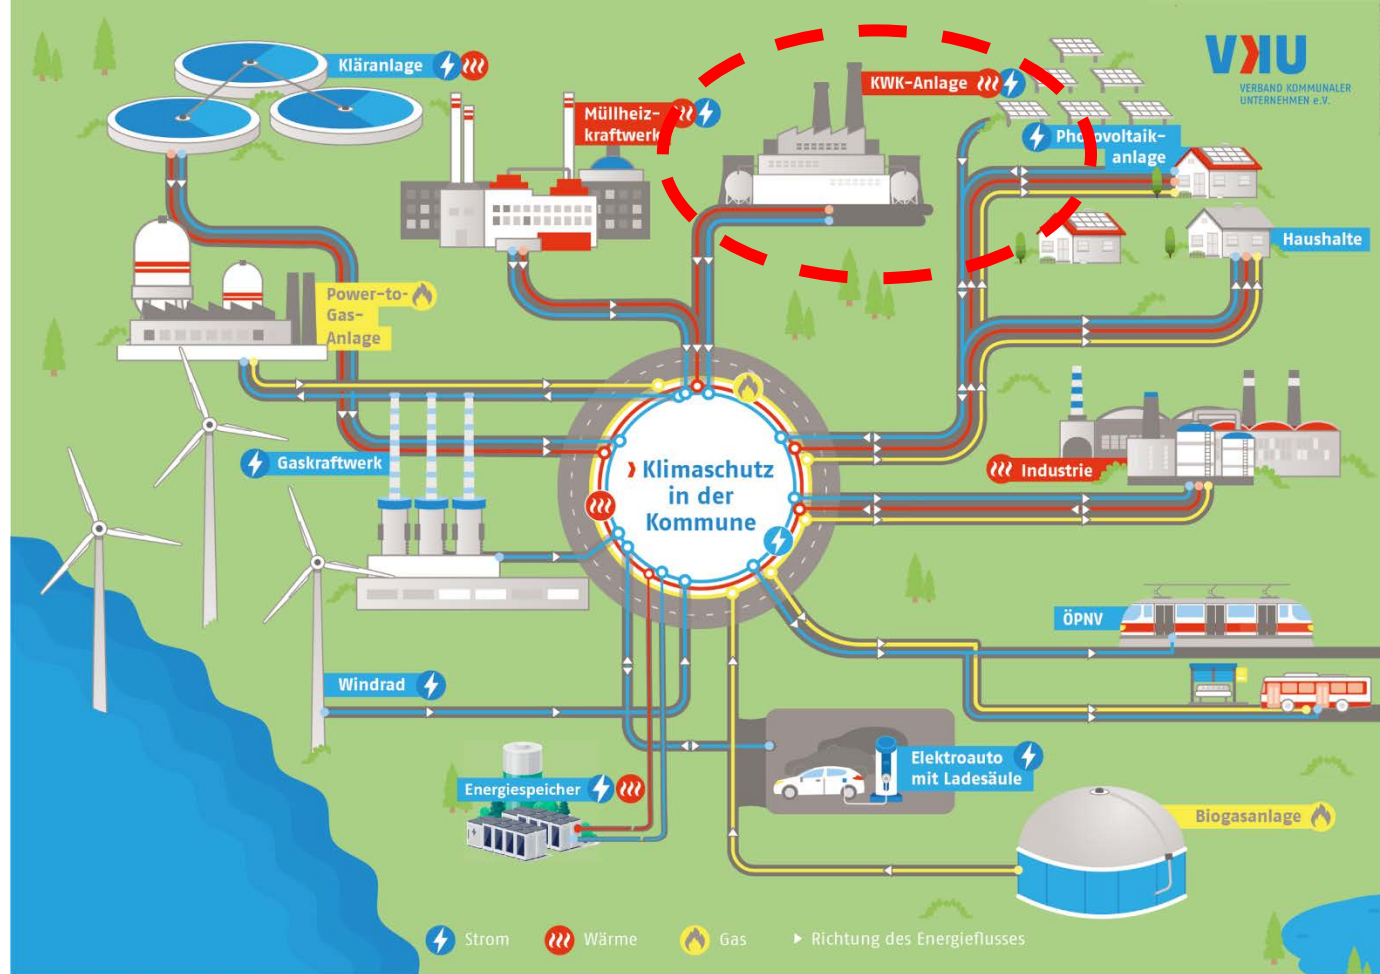 Kläranlage
Müllheiz-
kraftwerk
KWK-Anlage
VKU
VERBAND KOMMUNALER
UNTERNEHMEN e.V.
Photovoltaik-
anlage
Haushalte
Power-to-
Gas-
Anlage
Gaskraftwerk
Klimaschutz
in der
Kommune
Industrie
ÖPNV
Windrad
Energiespeicher
Elektroauto
mit Ladesäule
Biogasanlage
Strom
Wärme
Gas
Richtung des Energieflusses